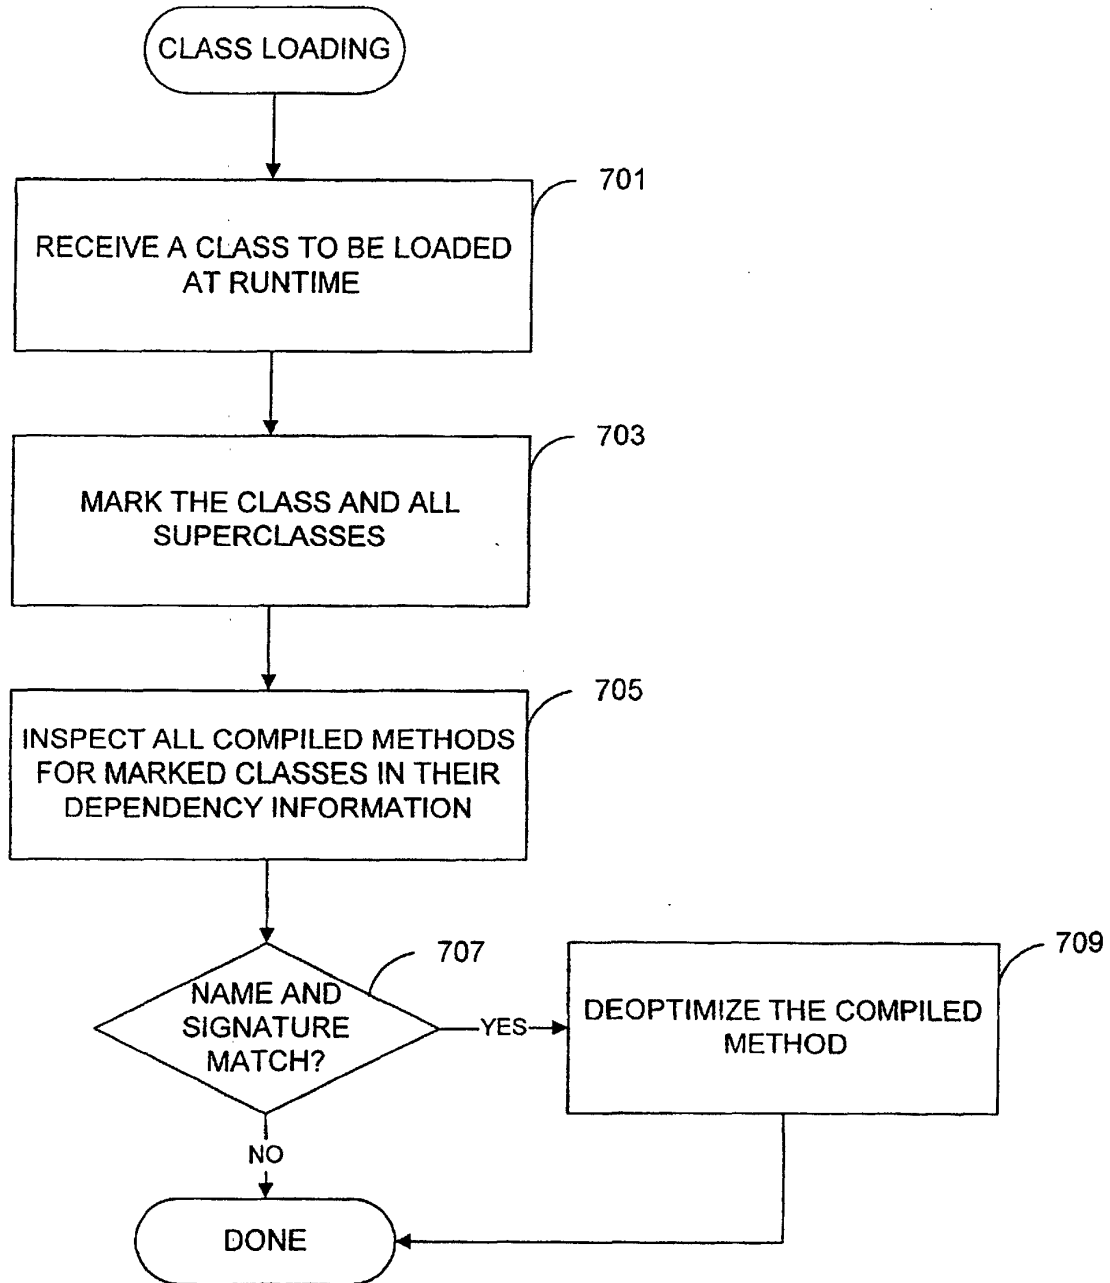 CLASS LOADING
701
RECEIVE A CLASS TO BE LOADED
AT RUNTIME
703
MARK THE CLASS AND ALL
SUPERCLASSES
705
INSPECT ALL COMPILED METHODS
FOR MARKED CLASSES IN THEIR
DEPENDENCY INFORMATION
707
NAME AND
SIGNATURE
MATCH?
YES
709
DEOPTIMIZE THE COMPILED
METHOD
NO
DONE